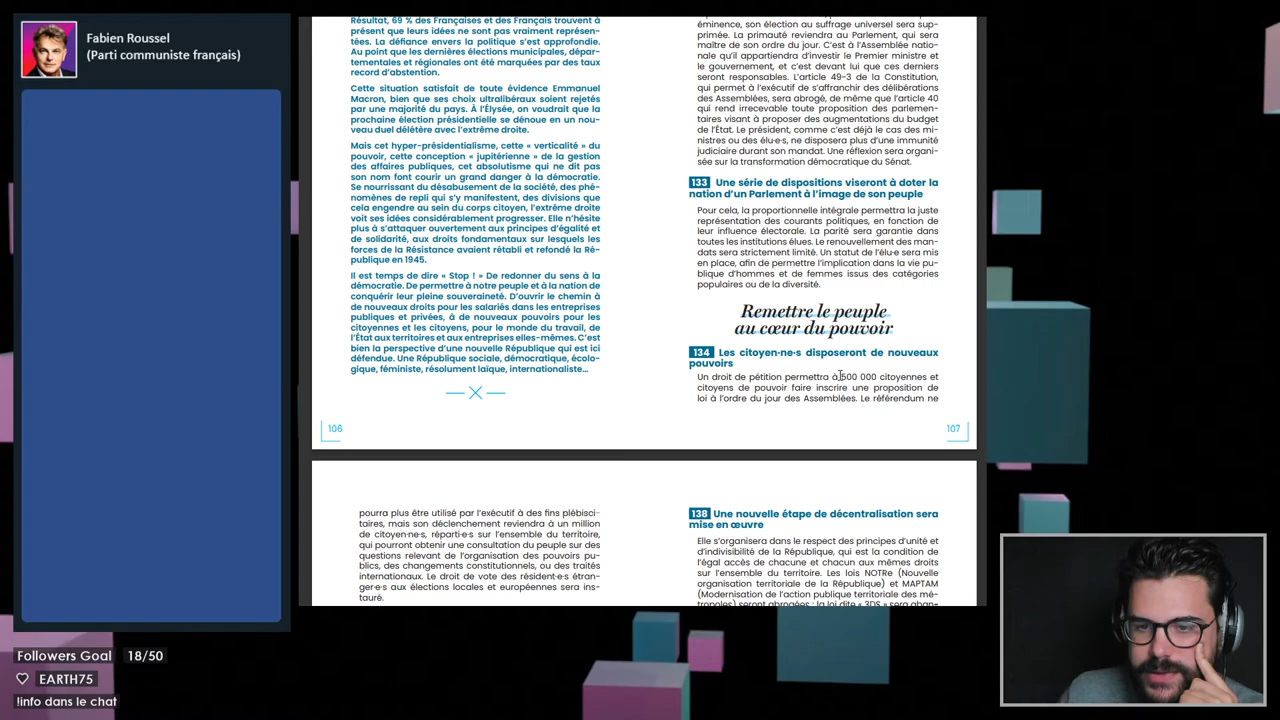 Fabien Roussel
(Parti communiste français)
Résultat, 69 % des Françaises et des Français trouvent à
présent que leurs idées ne sont pas vraiment représen-
tées. La défiance envers la politique s'est approfondie.
Au point que les dernières élections municipales, dépar-
tementales et régionales ont été marquées par des taux
record d'abstention.
Cette situation satisfait de toute évidence Emmanuel
Macron, bien que ses choix ultralibéraux soient rejetés
par une majorité du pays. À l'Élysée, on voudrait que la
prochaine élection présidentielle se dénoue en un nou-
veau duel délétère avec l'extrême droite.
Mais cet hyper-présidentialisme, cette « verticalité » du
pouvoir, cette conception « jupitérienne » de la gestion
des affaires publiques, cet absolutisme qui ne dit pas
son nom font courir un grand danger à la démocratie.
Se nourrissant du désabusement de la société, des phé-
nomènes de repli qui s'y manifestent, des divisions que
cela engendre au sein du corps citoyen, l'extrême droite
voit ses idées considérablement progresser. Elle n'hésite
plus à s'attaquer ouvertement aux principes d'égalité et
de solidarité, aux droits fondamentaux sur lesquels les
forces de la Résistance avaient rétabli et refondé la Ré-
publique en 1945.
Il est temps de dire « Stop ! » De redonner du sens à la
démocratie. De permettre à notre peuple et à la nation de
conquérir leur pleine souveraineté. D'ouvrir le chemin à
de nouveaux droits pour les salariés dans les entreprises
publiques et privées, à de nouveaux pouvoirs pour les
citoyennes et les citoyens, pour le monde du travail, de
l'État aux territoires et aux entreprises elles-mêmes. C'est
bien la perspective d'une nouvelle République qui est ici
défendue. Une République sociale, démocratique, écolo-
gique, féministe, résolument laïque, internationaliste...
106
éminence, son élection au suffrage universel sera sup-
primée. La primauté reviendra au Parlement, qui sera
maître de son ordre du jour. C'est à l'Assemblée natio-
nale qu'il appartiendra d'investir le Premier ministre et
le gouvernement, et c'est devant lui que ces derniers
seront responsables. L'article 49-3 de la Constitution,
qui permet à l'exécutif de s'affranchir des délibérations
des Assemblées, sera abrogé, de même que l'article 40
qui rend irrecevable toute proposition des parlemen-
taires visant à proposer des augmentations du budget
de l'État. Le président, comme c'est déjà le cas des mi-
nistres ou des élu·e·s, ne disposera plus d'une immunité
judiciaire durant son mandat. Une réflexion sera organi-
sée sur la transformation démocratique du Sénat.
133 Une série de dispositions viseront à doter la
nation d'un Parlement à l'image de son peuple
Pour cela, la proportionnelle intégrale permettra la juste
représentation des courants politiques, en fonction de
leur influence électorale. La parité sera garantie dans
toutes les institutions élues. Le renouvellement des man-
dats sera strictement limité. Un statut de l'élu·e sera mis
en place, afin de permettre l'implication dans la vie pu-
blique d'hommes et de femmes issus des catégories
populaires ou de la diversité.
Remettre le peuple
au cœur du pouvoir
134 Les citoyen·ne·s disposeront de nouveaux
pouvoirs
Un droit de pétition permettra à 500 000 citoyennes et
citoyens de pouvoir faire inscrire une proposition de
loi à l'ordre du jour des Assemblées. Le référendum ne
107
pourra plus être utilisé par l'exécutif à des fins plébisci-
taires, mais son déclenchement reviendra à un million
de citoyen·ne·s, réparti·e·s sur l'ensemble du territoire,
qui pourront obtenir une consultation du peuple sur des
questions relevant de l'organisation des pouvoirs pu-
blics, des changements constitutionnels, ou des traités
internationaux. Le droit de vote des résident·e·s étran-
ger·e·s aux élections locales et européennes sera ins-
tauré.
138 Une nouvelle étape de décentralisation sera
mise en œuvre
Elle s'organisera dans le respect des principes d'unité et
d'indivisibilité de la République, qui est la condition de
l'égal accès de chacune et chacun aux mêmes droits
sur l'ensemble du territoire. Les lois NOTRe (Nouvelle
organisation territoriale de la République) et MAPTAM
(Modernisation de l'action publique territoriale des mé-
tropoles) seront abrogées ; la loi dite « 3DS » sera aban-
Followers Goal 18/50
EARTH75
!info dans le chat